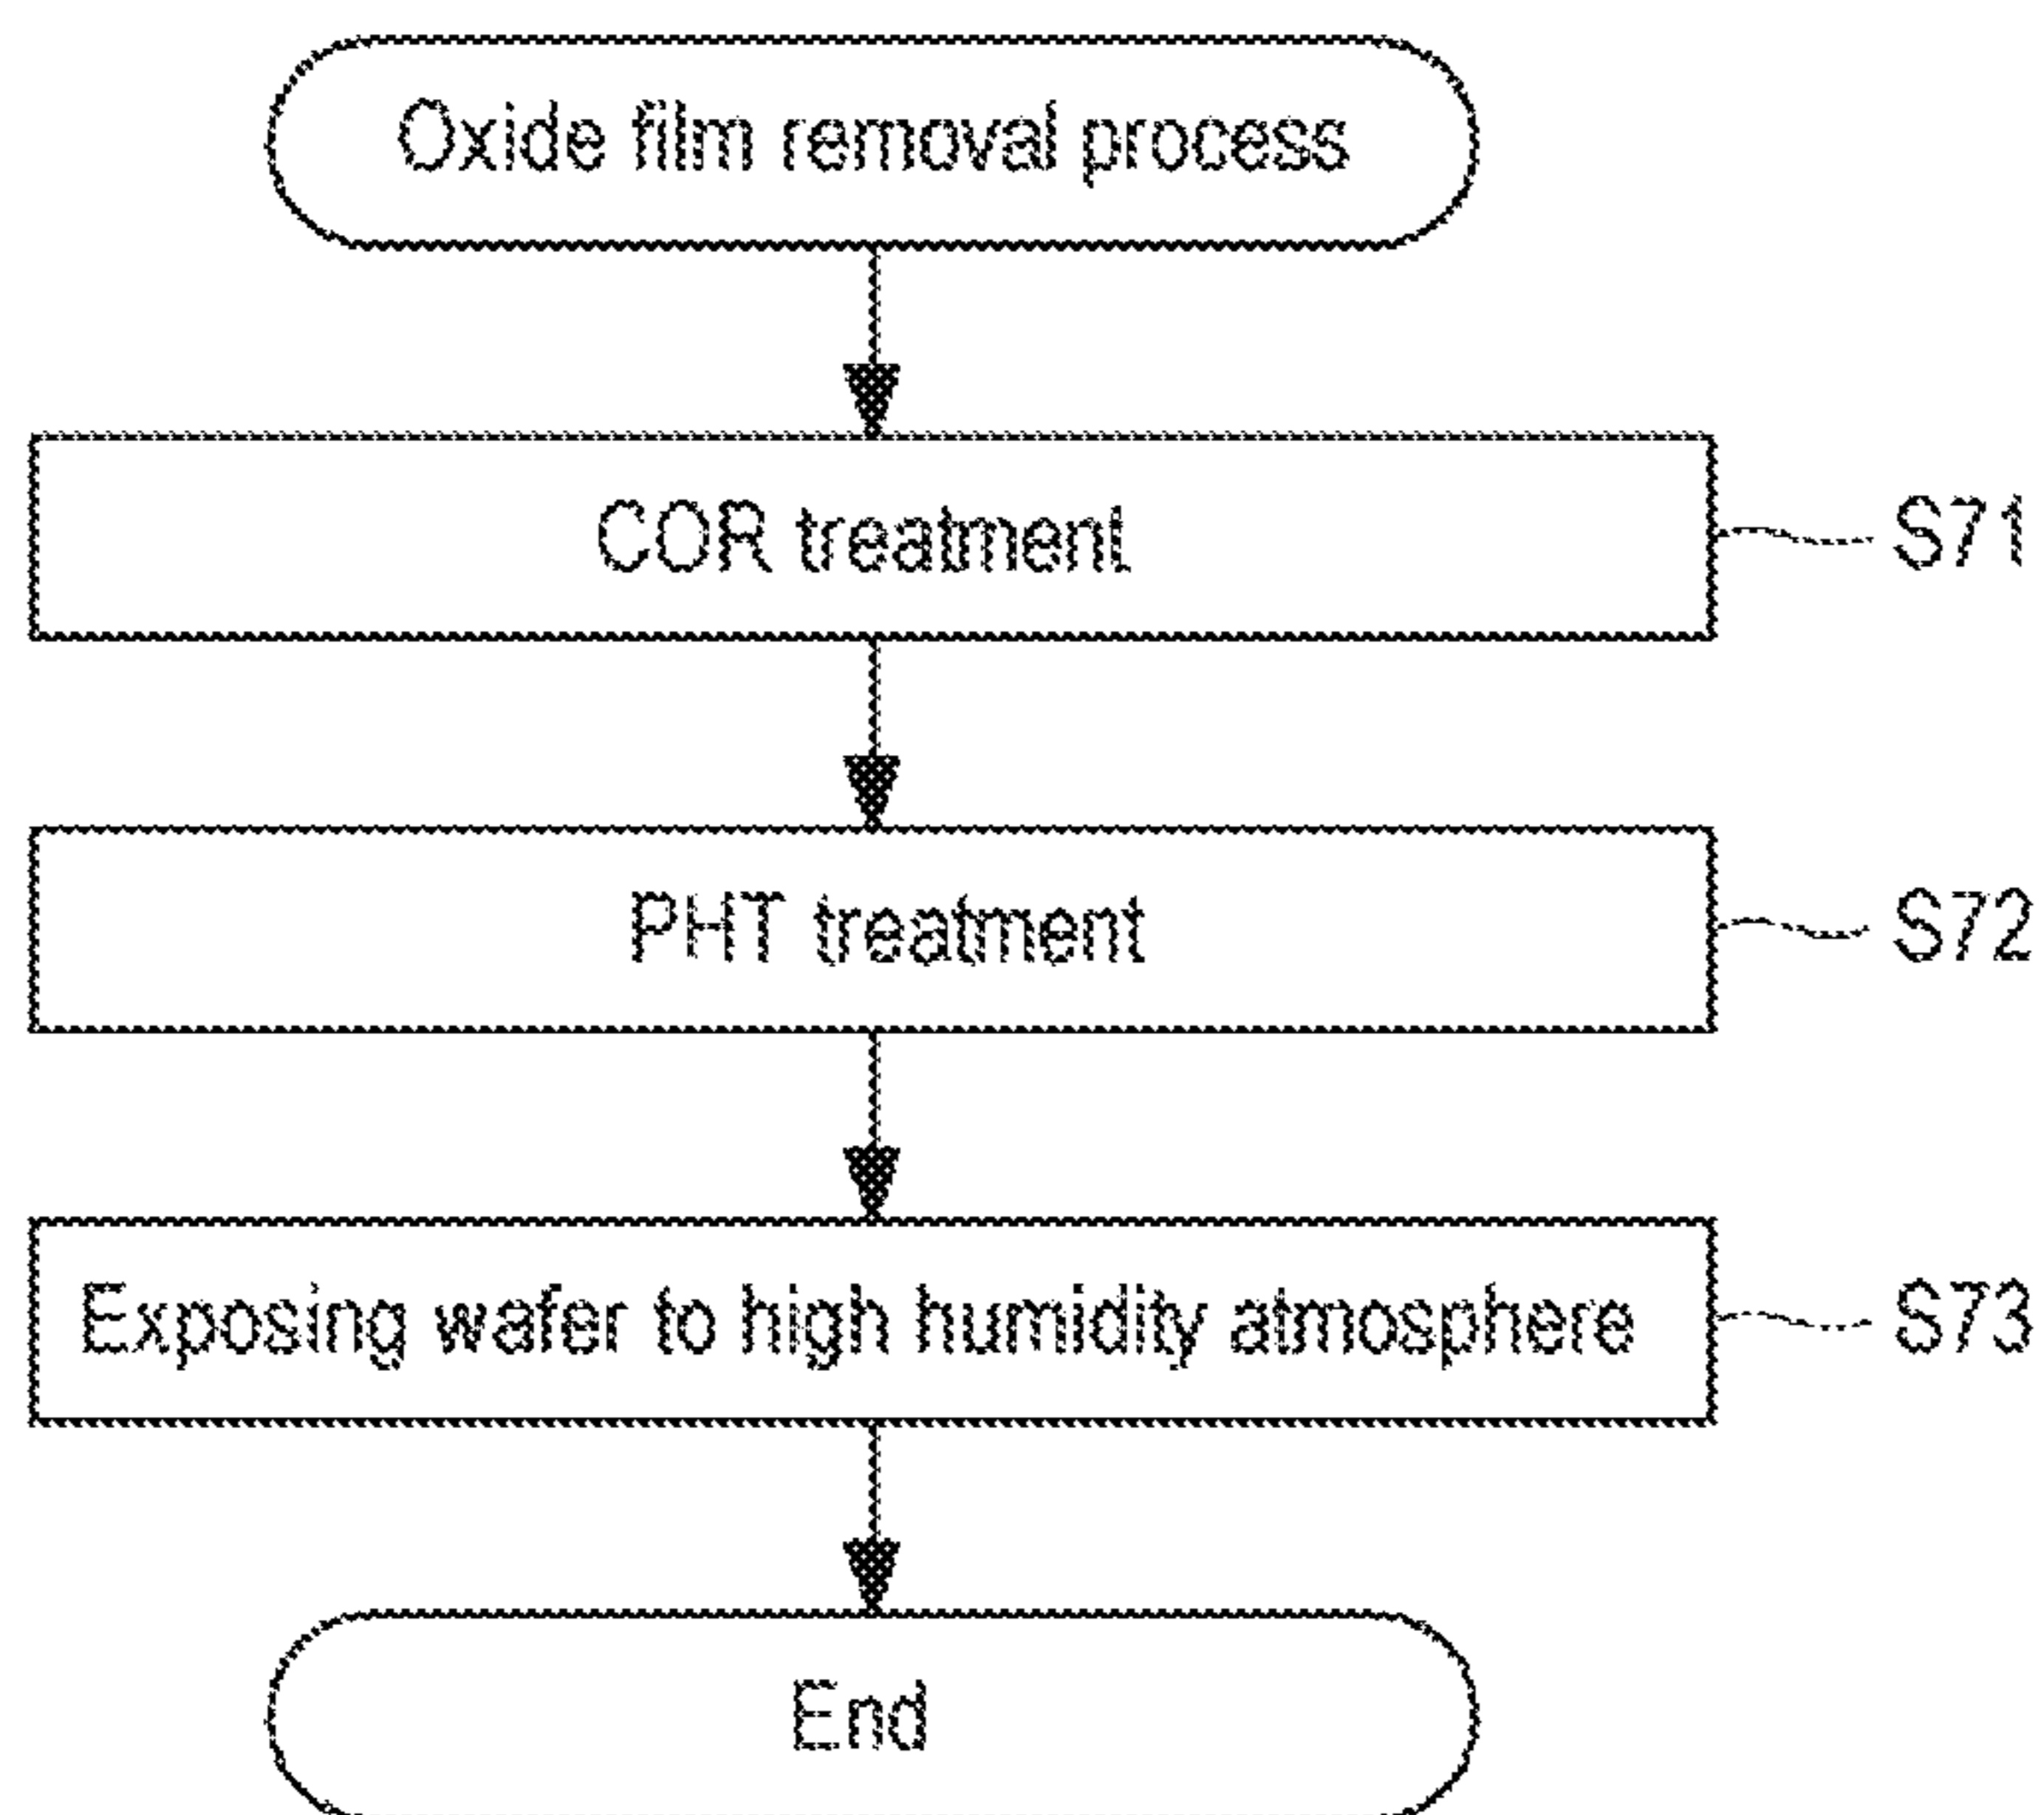 Oxide film removal process
COR treatment
S71
PHT treatment
S72
Exposing wafer to high humidity atmosphere
S73
End